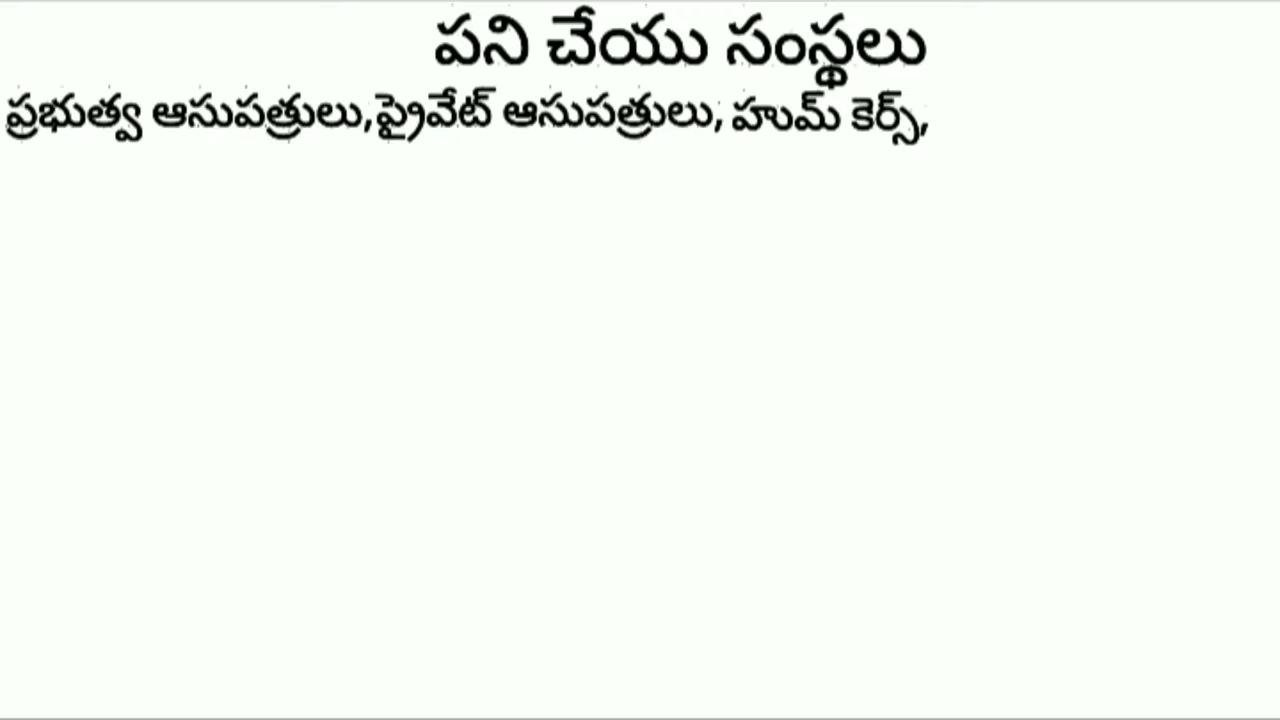 పని చేయు సంస్థలు
ప్రభుత్వ ఆసుపత్రులు,ప్రైవేట్ ఆసుపత్రులు, హుమ్ కెర్స్,